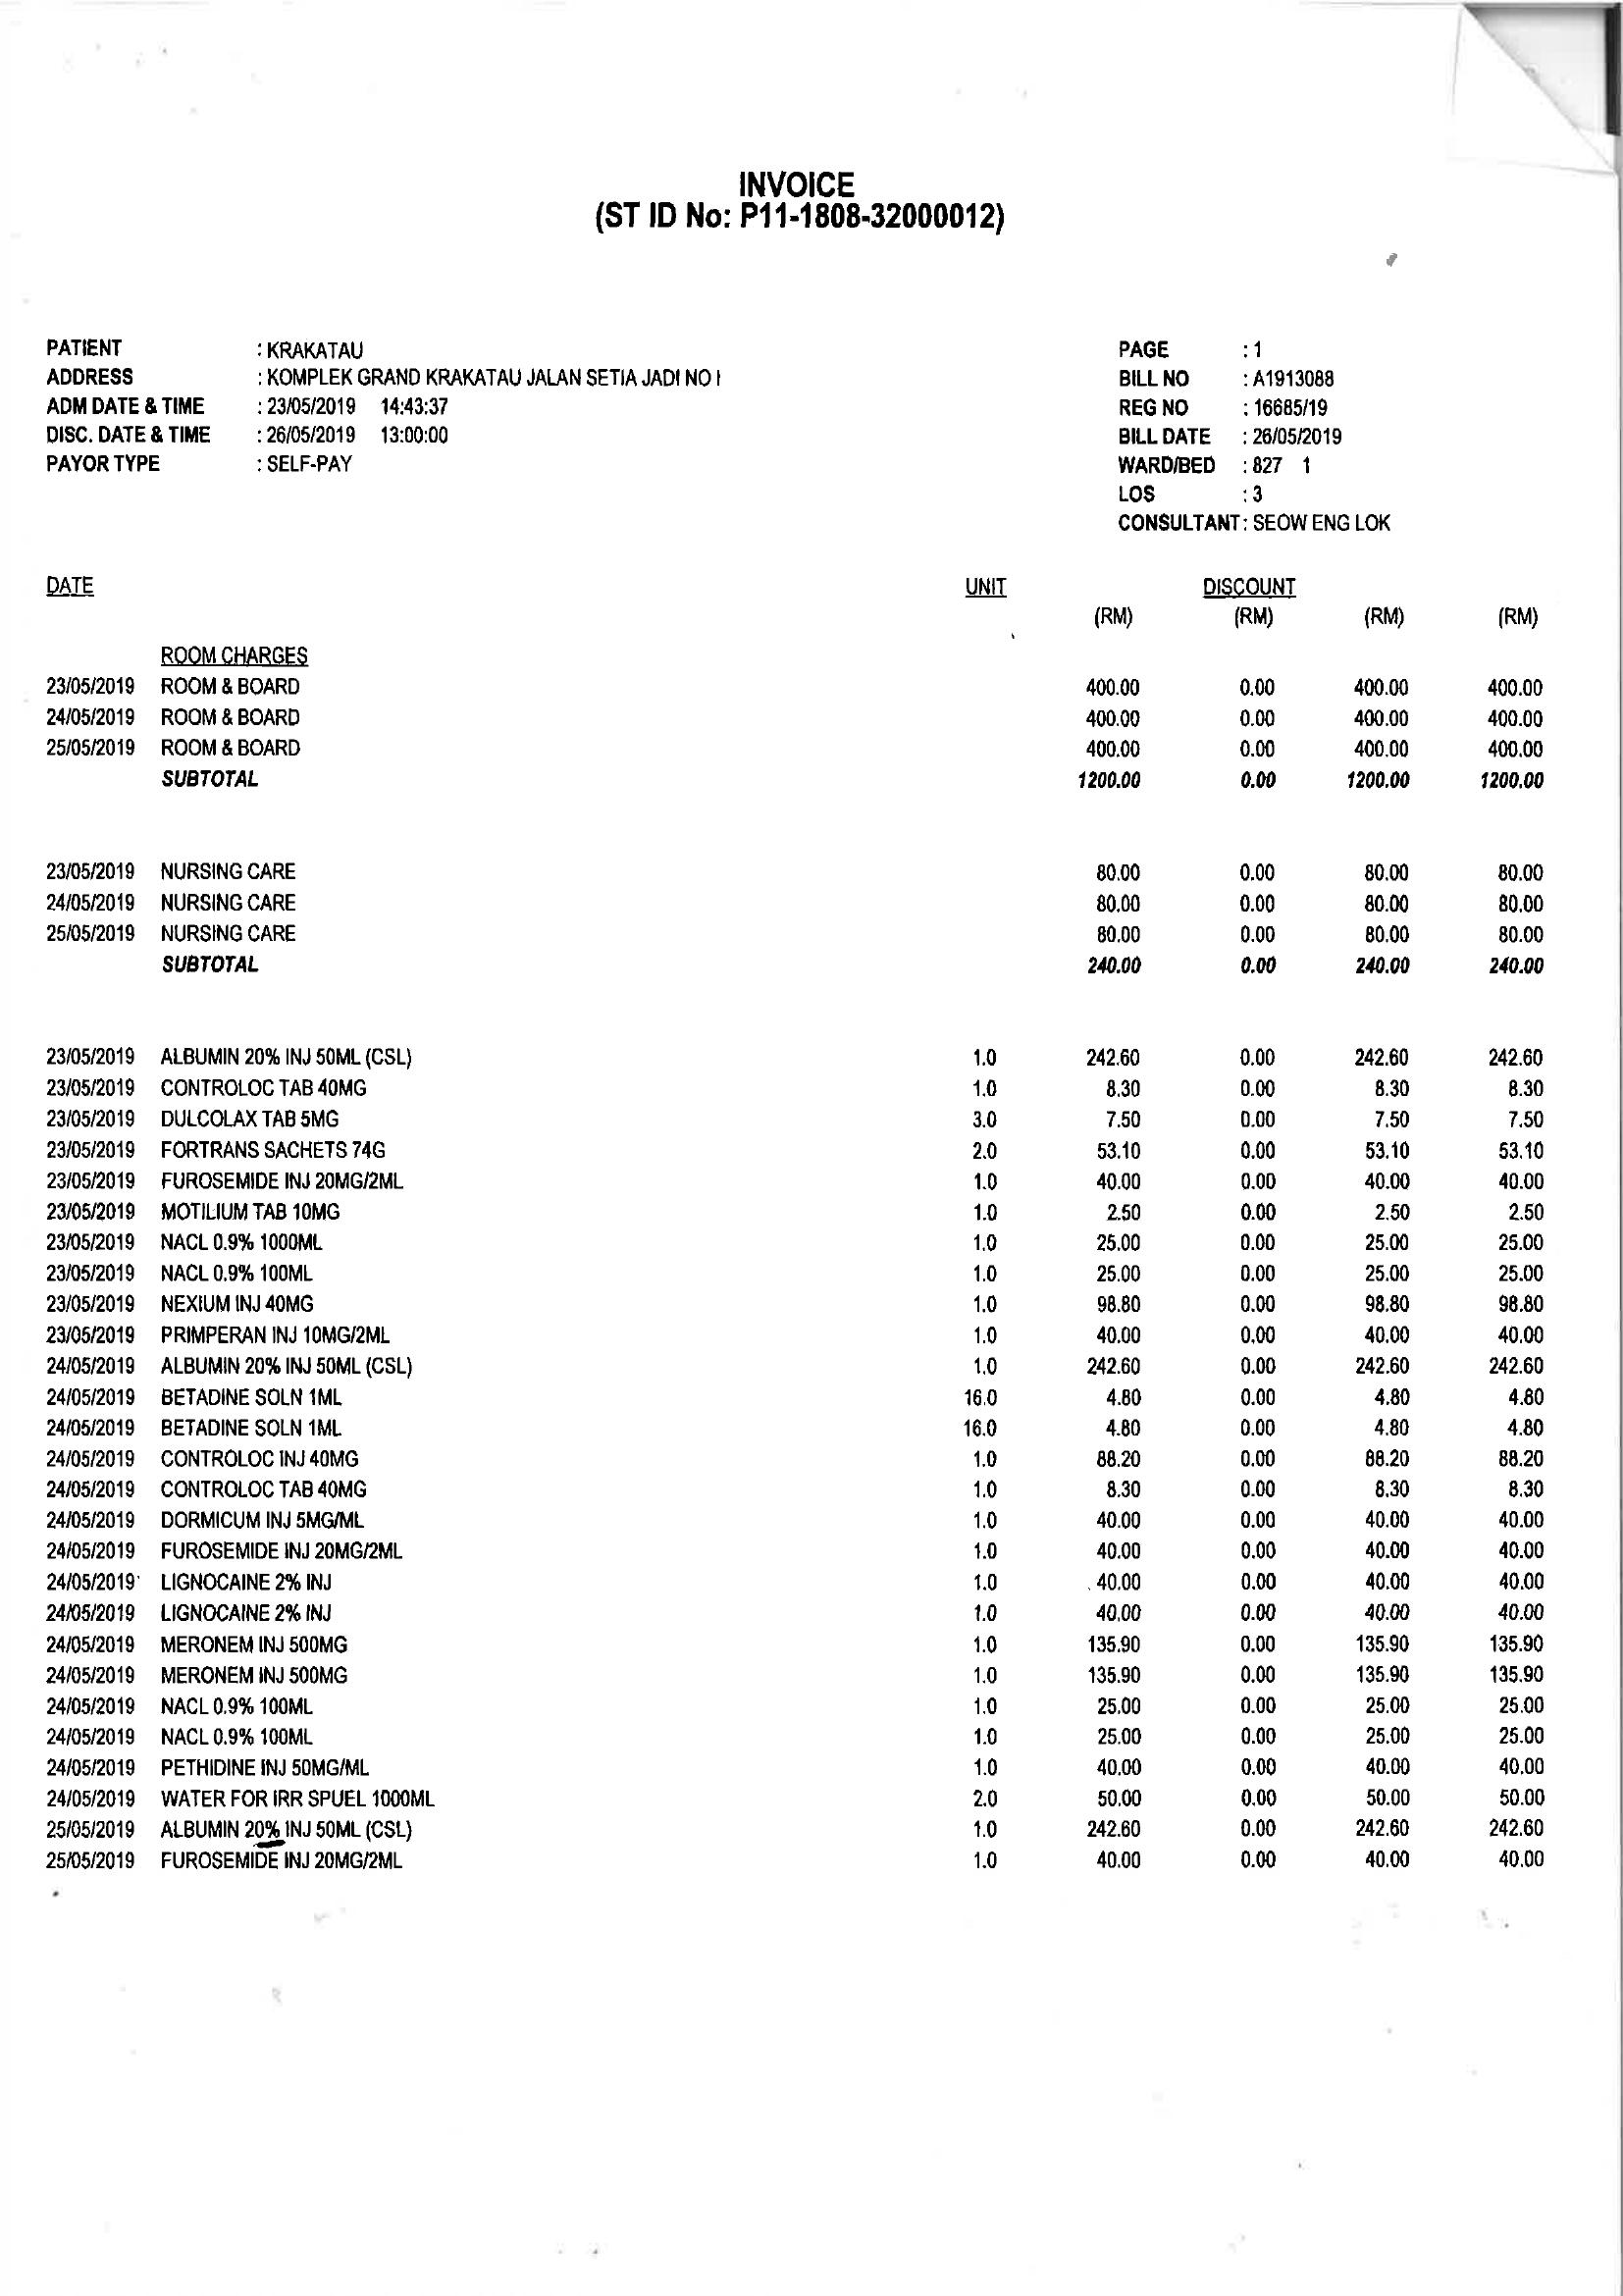 INVOICE
(ST ID No: P11-1808-32000012)
PATIENT : KRAKATAU
ADDRESS : KOMPLEK GRAND KRAKATAU JALAN SETIA JADI NO I
ADM DATE & TIME : 23/05/2019 14:43:37
DISC. DATE & TIME : 26/05/2019 13:00:00
PAYOR TYPE : SELF-PAY
PAGE : 1
BILL NO : A1913088
REG NO : 16685/19
BILL DATE : 26/05/2019
WARD/BED : 827 1
LOS : 3
CONSULTANT : SEOW ENG LOK
DATE UNIT DISCOUNT
(RM) (RM) (RM) (RM)
ROOM CHARGES
23/05/2019 ROOM & BOARD 400.00 0.00 400.00 400.00
24/05/2019 ROOM & BOARD 400.00 0.00 400.00 400.00
25/05/2019 ROOM & BOARD 400.00 0.00 400.00 400.00
SUBTOTAL 1200.00 0.00 1200.00 1200.00
23/05/2019 NURSING CARE 80.00 0.00 80.00 80.00
24/05/2019 NURSING CARE 80.00 0.00 80.00 80.00
25/05/2019 NURSING CARE 80.00 0.00 80.00 80.00
SUBTOTAL 240.00 0.00 240.00 240.00
23/05/2019 ALBUMIN 20% INJ 50ML (CSL) 1.0 242.60 0.00 242.60 242.60
23/05/2019 CONTROLOC TAB 40MG 1.0 8.30 0.00 8.30 8.30
23/05/2019 DULCOLAX TAB 5MG 3.0 7.50 0.00 7.50 7.50
23/05/2019 FORTRANS SACHETS 74G 2.0 53.10 0.00 53.10 53.10
23/05/2019 FUROSEMIDE INJ 20MG/2ML 1.0 40.00 0.00 40.00 40.00
23/05/2019 MOTILIUM TAB 10MG 1.0 2.50 0.00 2.50 2.50
23/05/2019 NACL 0.9% 1000ML 1.0 25.00 0.00 25.00 25.00
23/05/2019 NACL 0.9% 100ML 1.0 25.00 0.00 25.00 25.00
23/05/2019 NEXIUM INJ 40MG 1.0 98.80 0.00 98.80 98.80
23/05/2019 PRIMPERAN INJ 10MG/2ML 1.0 40.00 0.00 40.00 40.00
24/05/2019 ALBUMIN 20% INJ 50ML (CSL) 1.0 242.60 0.00 242.60 242.60
24/05/2019 BETADINE SOLN 1ML 16.0 4.80 0.00 4.80 4.80
24/05/2019 BETADINE SOLN 1ML 16.0 4.80 0.00 4.80 4.80
24/05/2019 CONTROLOC INJ 40MG 1.0 88.20 0.00 88.20 88.20
24/05/2019 CONTROLOC TAB 40MG 1.0 8.30 0.00 8.30 8.30
24/05/2019 DORMICUM INJ 5MG/ML 1.0 40.00 0.00 40.00 40.00
24/05/2019 FUROSEMIDE INJ 20MG/2ML 1.0 40.00 0.00 40.00 40.00
24/05/2019 LIGNOCAINE 2% INJ 1.0 40.00 0.00 40.00 40.00
24/05/2019 LIGNOCAINE 2% INJ 1.0 40.00 0.00 40.00 40.00
24/05/2019 MERONEM INJ 500MG 1.0 135.90 0.00 135.90 135.90
24/05/2019 MERONEM INJ 500MG 1.0 135.90 0.00 135.90 135.90
24/05/2019 NACL 0.9% 100ML 1.0 25.00 0.00 25.00 25.00
24/05/2019 NACL 0.9% 100ML 1.0 25.00 0.00 25.00 25.00
24/05/2019 PETHIDINE INJ 50MG/ML 1.0 40.00 0.00 40.00 40.00
24/05/2019 WATER FOR IRR SPUEL 1000ML 2.0 50.00 0.00 50.00 50.00
25/05/2019 ALBUMIN 20% INJ 50ML (CSL) 1.0 242.60 0.00 242.60 242.60
25/05/2019 FUROSEMIDE INJ 20MG/2ML 1.0 40.00 0.00 40.00 40.00